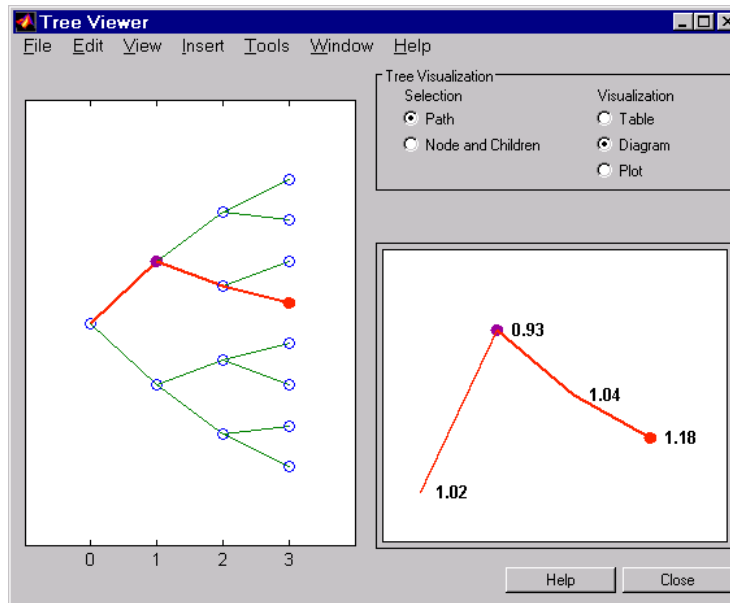 Tree Viewer
File Edit View Insert Tools Window Help
Tree Visualization
Selection
Visualization
Path
Table
Node and Children
Diagram
Plot
0.93
1.04
1.18
1.02
0 1 2 3
Help
Close